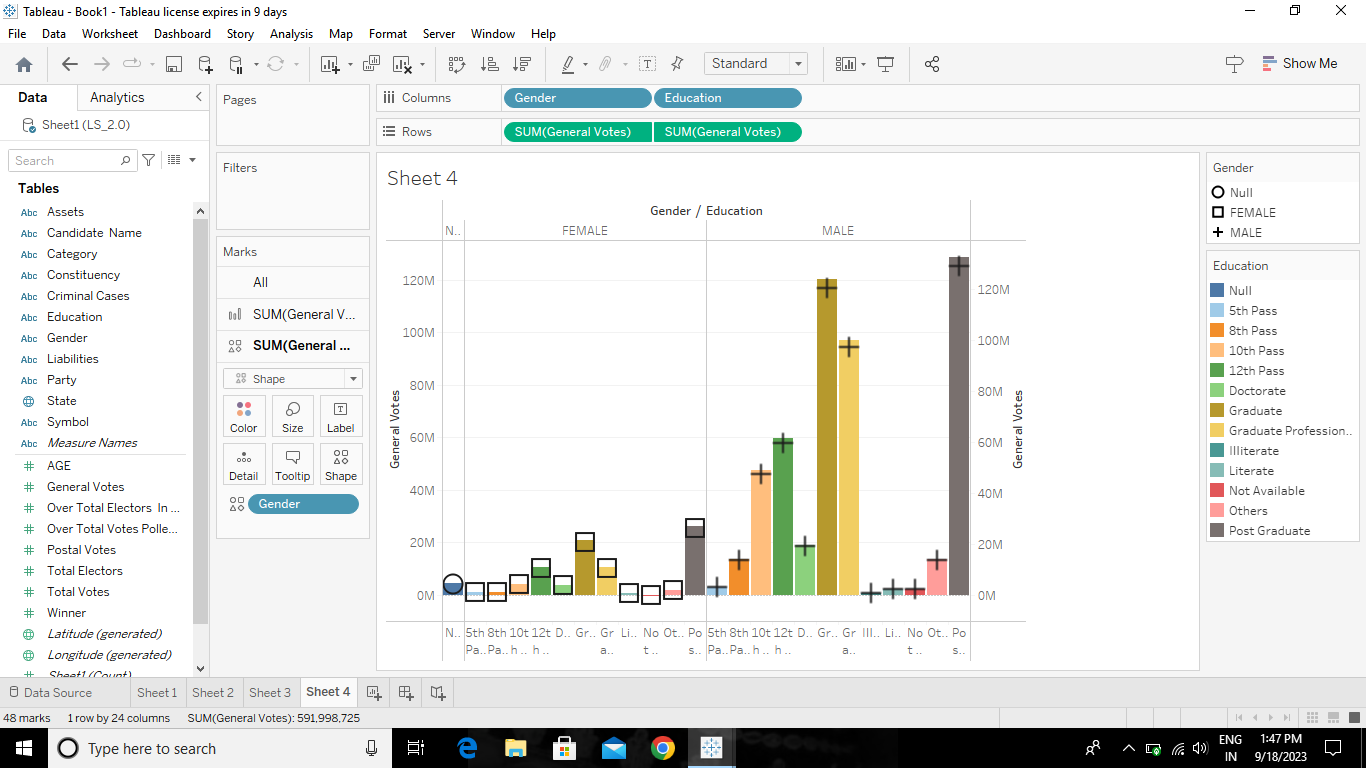 Tableau - Book1 - Tableau license expires in 9 days
File Data Worksheet Dashboard Story Analysis Map Format Server Window Help
Standard
Show Me
Data Analytics
Sheet1 (LS_2.0)
Search
Tables
Abc Assets
Abc Candidate Name
Abc Category
Abc Constituency
Abc Criminal Cases
Abc Education
Abc Gender
Abc Liabilities
Abc Party
State
Abc Symbol
Abc Measure Names
# AGE
# General Votes
# Over Total Electors In ...
# Over Total Votes Polle...
# Postal Votes
# Total Electors
# Total Votes
# Winner
Latitude (generated)
Longitude (generated)
Sheet1 (Count)
Pages
Filters
Marks
All
SUM(General V...
SUM(General ...
Shape
Color Size Label
Detail Tooltip Shape
Gender
Columns Gender Education
Rows SUM(General Votes) SUM(General Votes)
Sheet 4
Gender / Education
N.. FEMALE MALE
General Votes
120M
100M
80M
60M
40M
20M
0M
120M
100M
80M
60M
40M
20M
0M
General Votes
N.. 5th Pa.. 8th Pa.. 10t h .. 12t h .. D.. Gr.. Gr a.. Li.. No t .. Ot.. Po s.. 5th Pa.. 8th Pa.. 10t h .. 12t h .. D.. Gr.. Gr a.. Ill.. Li.. No t .. Ot.. Po s..
Gender
Null
FEMALE
MALE
Education
Null
5th Pass
8th Pass
10th Pass
12th Pass
Doctorate
Graduate
Graduate Profession..
Illiterate
Literate
Not Available
Others
Post Graduate
Data Source Sheet 1 Sheet 2 Sheet 3 Sheet 4
48 marks 1 row by 24 columns SUM(General Votes): 591,998,725
Type here to search
ENG
IN
1:47 PM
9/18/2023